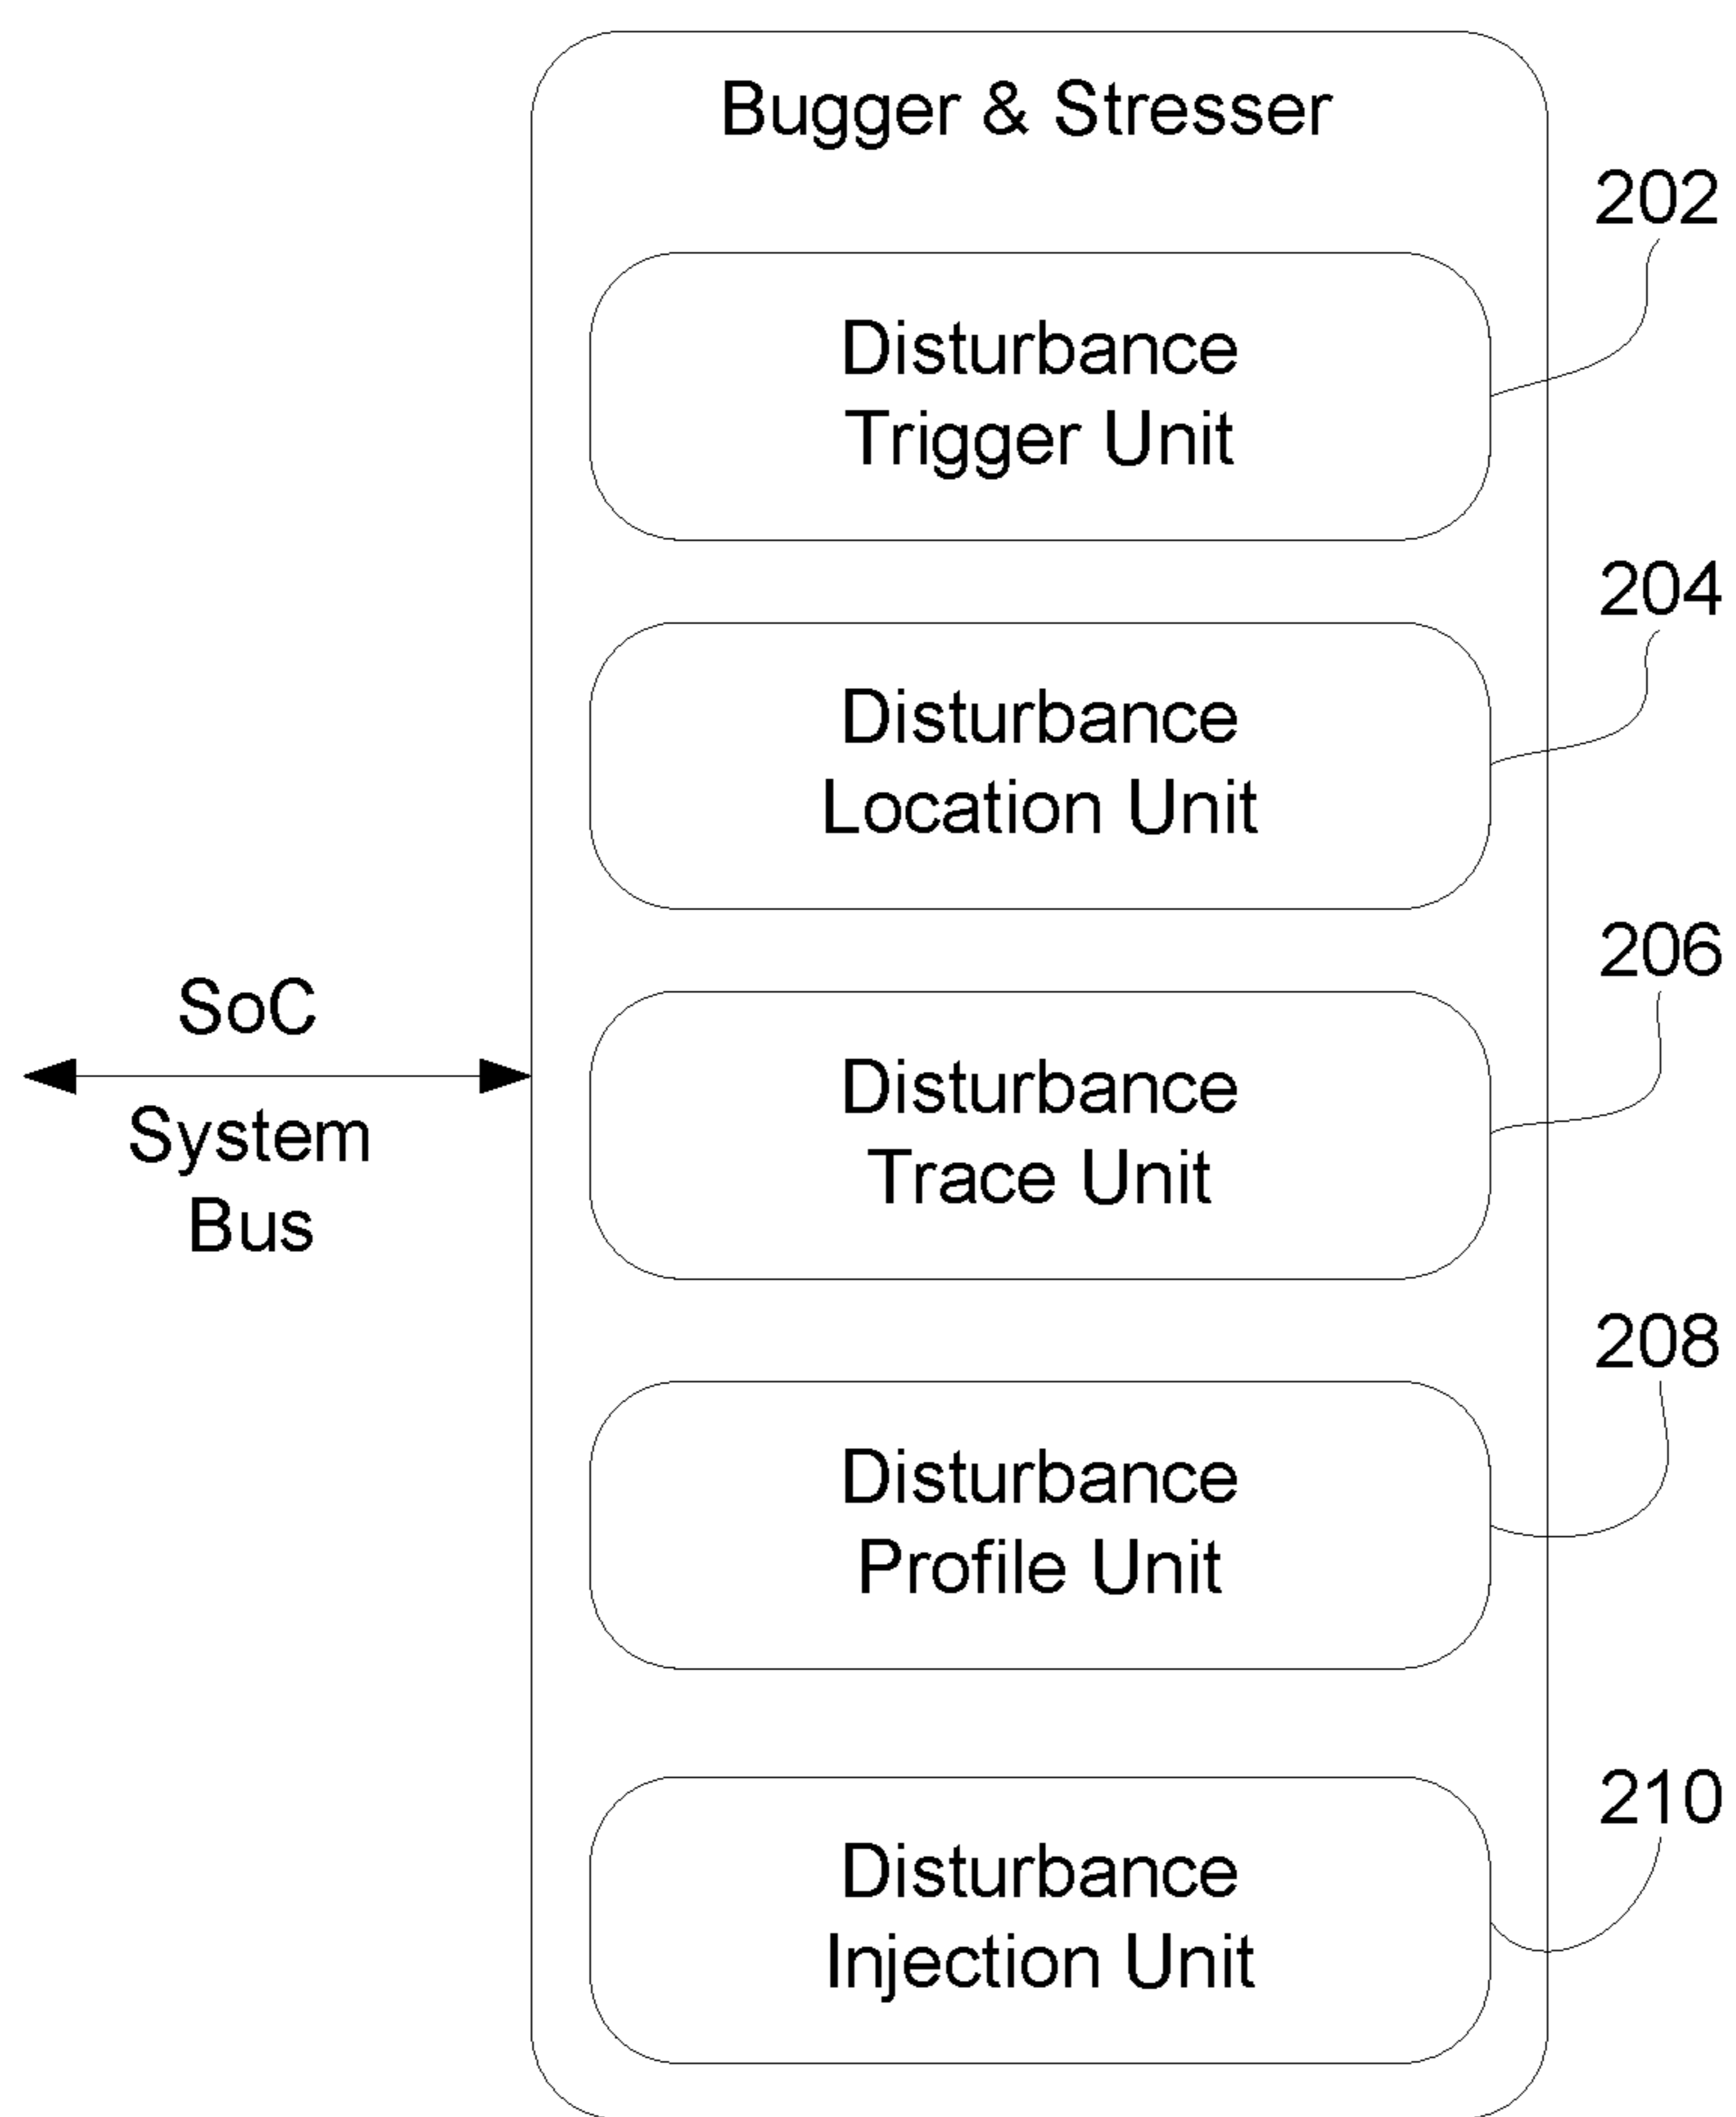 Bugger & Stresser
202
Disturbance
Trigger Unit
204
Disturbance
Location Unit
206
SoC
System
Bus
Disturbance
Trace Unit
208
Disturbance
Profile Unit
210
Disturbance
Injection Unit